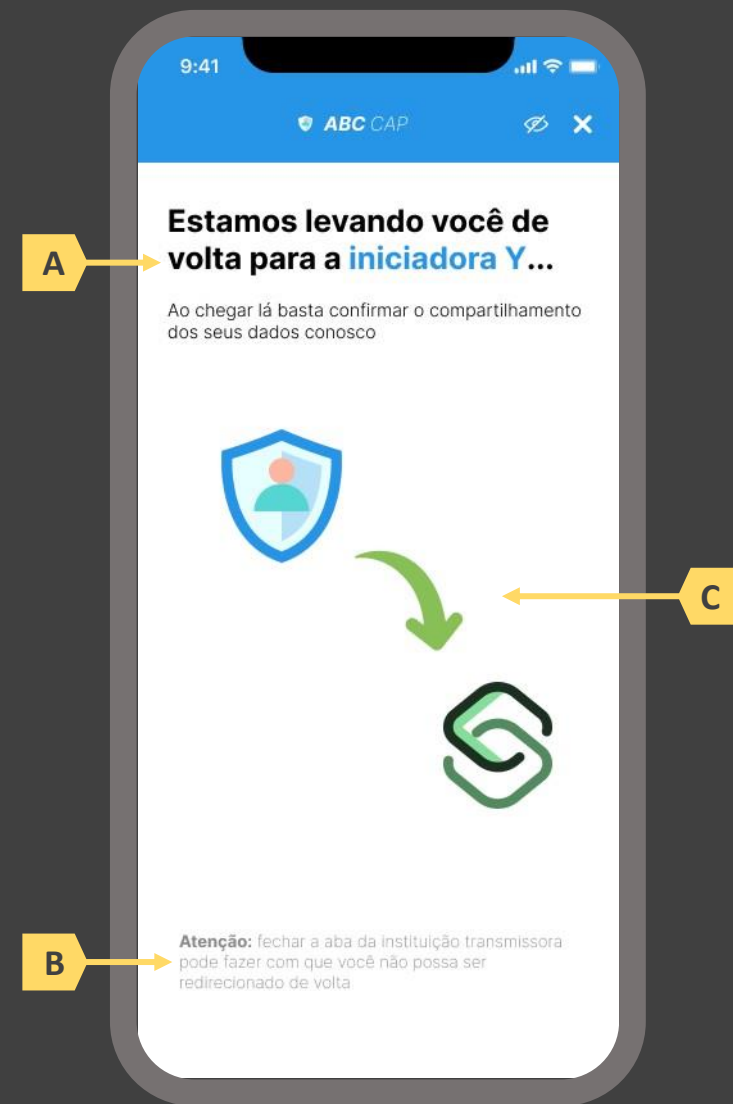 9:41
ABC CAP
Estamos levando você de
volta para a iniciadora Y...
A
Ao chegar lá basta confirmar o compartilhamento
dos seus dados conosco
C
Atenção: fechar a aba da instituição transmissora
pode fazer com que você não possa ser
redirecionado de volta
B